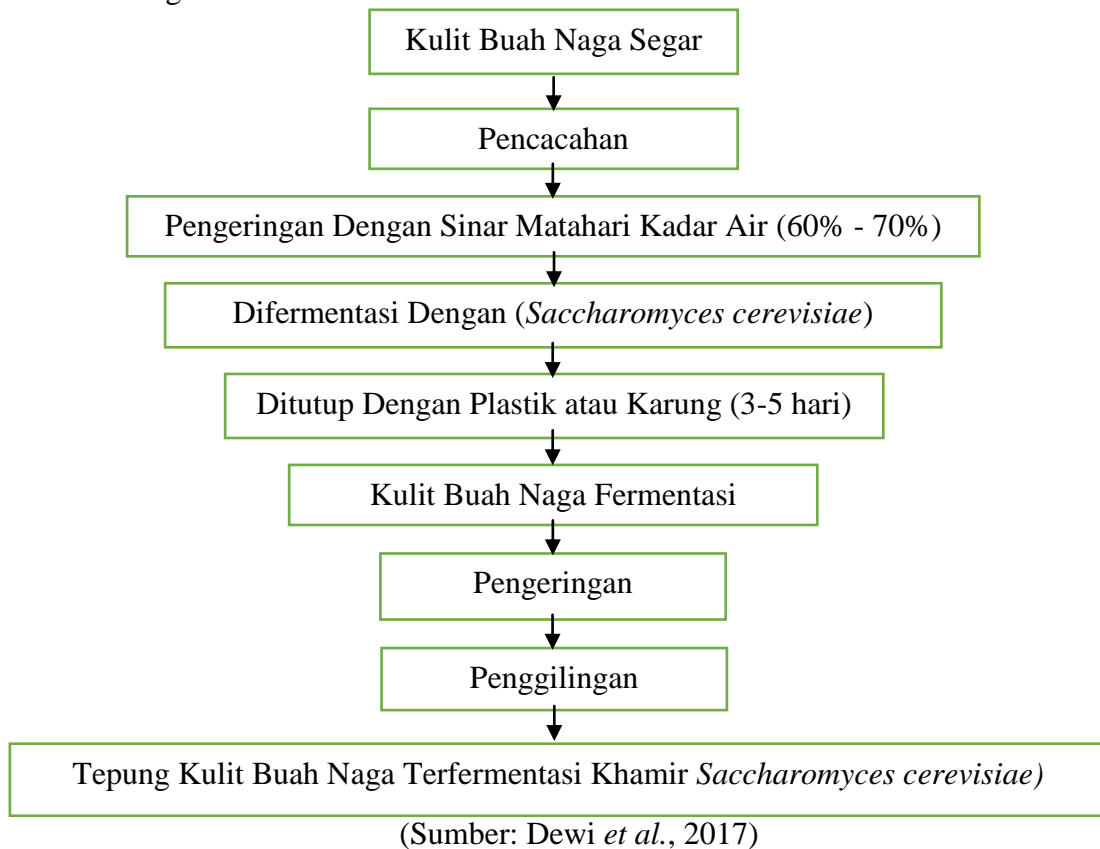 Kulit Buah Naga Segar
Pencacahan
Pengeringan Dengan Sinar Matahari Kadar Air (60% - 70%)
Difermentasi Dengan (Saccharomyces cerevisiae)
Ditutup Dengan Plastik atau Karung (3-5 hari)
Kulit Buah Naga Fermentasi
Pengeringan
Penggilingan
Tepung Kulit Buah Naga Terfermentasi Khamir Saccharomyces cerevisiae)
(Sumber: Dewi et al., 2017)